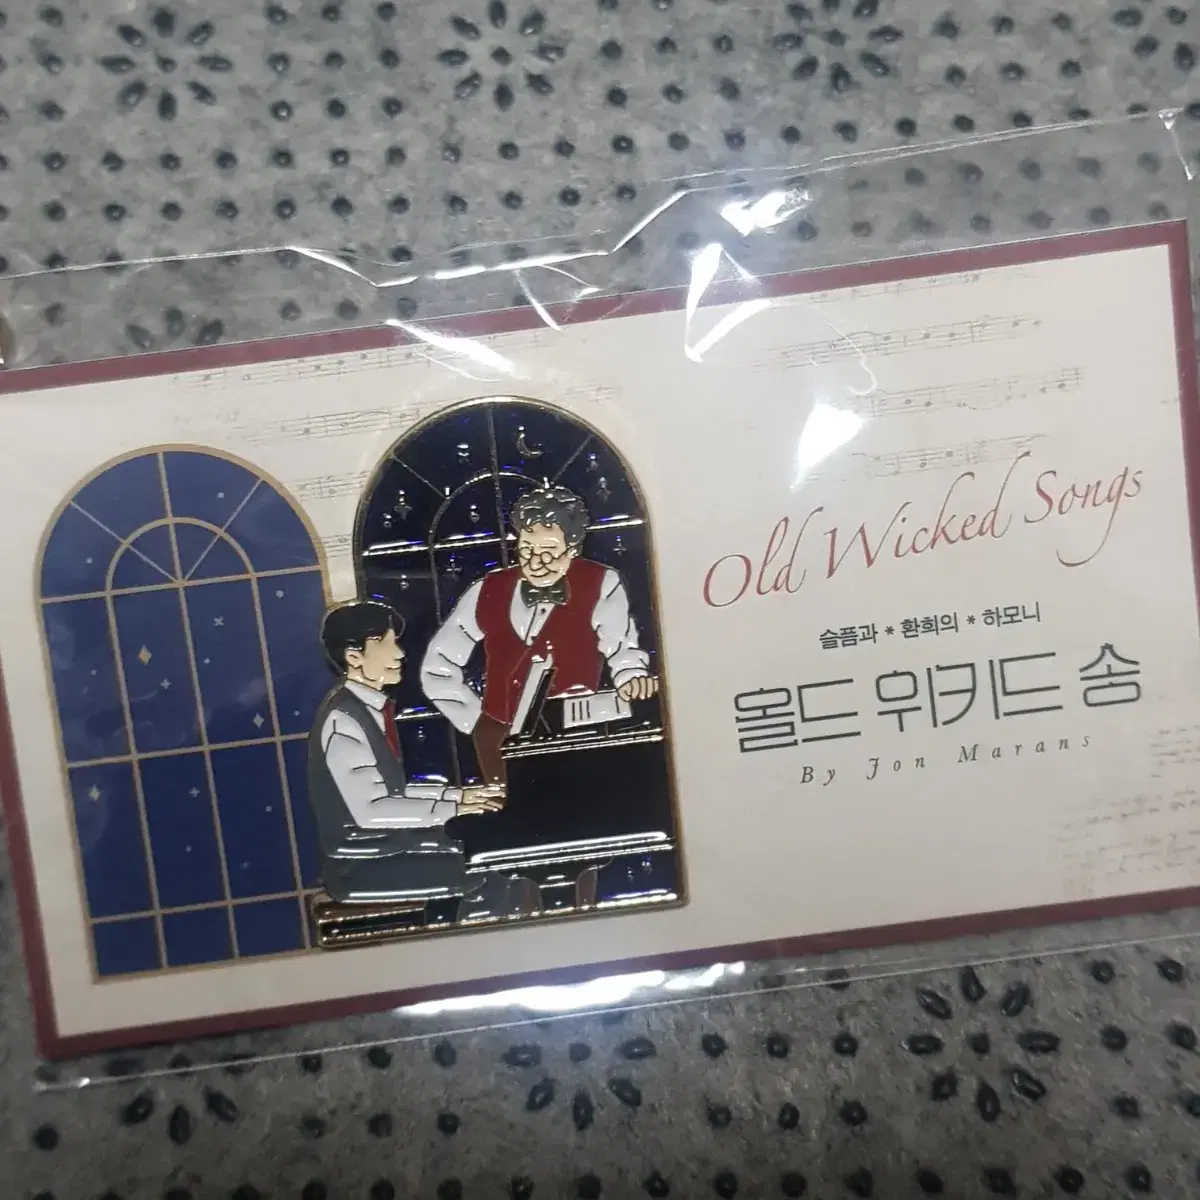 Old Wicked Songs
슬픔과 * 환희의 * 하모니
올드 위키드 송
By Jon Marans